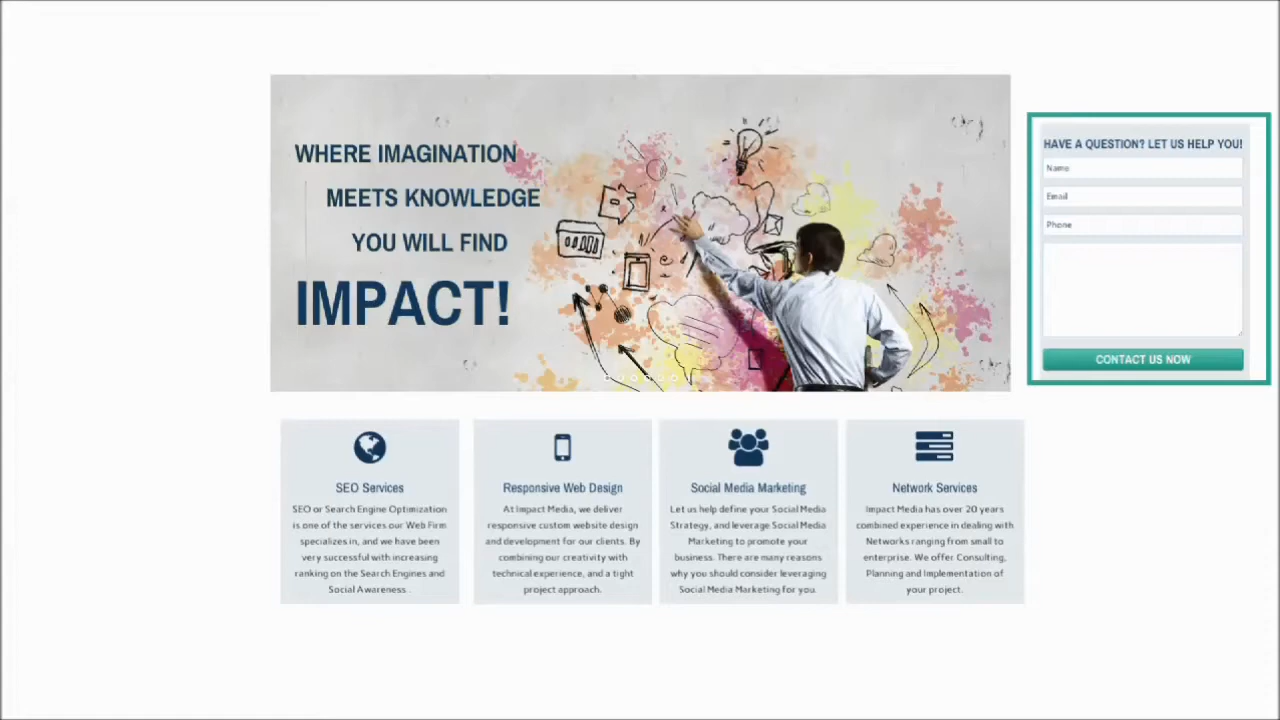 WHERE IMAGINATION
MEETS KNOWLEDGE
YOU WILL FIND
IMPACT!
HAVE A QUESTION? LET US HELP YOU!
Name
Email
Phone
CONTACT US NOW
SEO Services
SEO or Search Engine Optimization
is one of the services our Web Firm
specializes in, and we have been
very successful with increasing
ranking on the Search Engines and
Social Awareness.
Responsive Web Design
At Impact Media, we deliver
responsive custom website design
and development for our clients. By
combining our creativity with
technical experience, and a tight
project approach.
Social Media Marketing
Let us help define your Social Media
Strategy, and leverage Social Media
Marketing to promote your
business. There are many reasons
why you should consider leveraging
Social Media Marketing for you.
Network Services
Impact Media has over 20 years
combined experience in dealing with
Networks ranging from small to
enterprise. We offer Consulting,
Planning and Implementation of
your project.